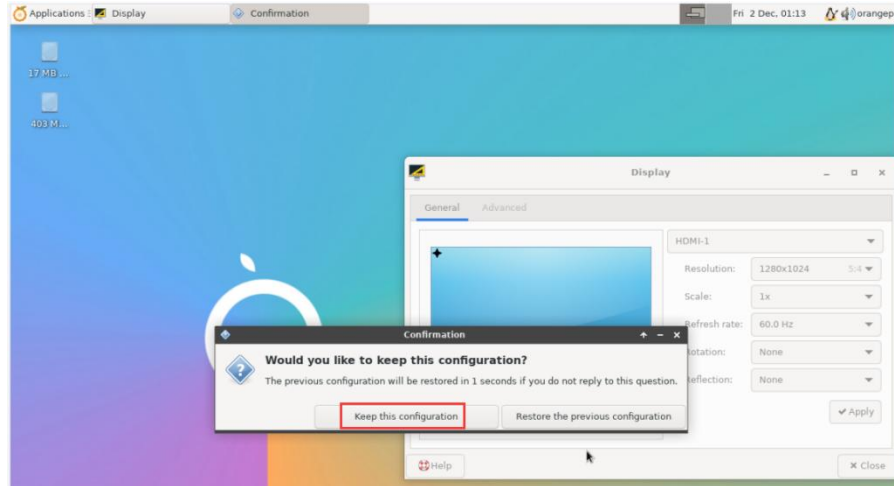 Applications Display Confirmation Fri 2 Dec, 01:13 orangep
17 MB ...
403 M...
Display
General Advanced
HDMI-1
Resolution: 1280x1024 5:4
Scale: 1x
Refresh rate: 60.0 Hz
Rotation: None
Reflection: None
Apply
Confirmation
Would you like to keep this configuration?
The previous configuration will be restored in 1 seconds if you do not reply to this question.
Keep this configuration Restore the previous configuration
Help Close